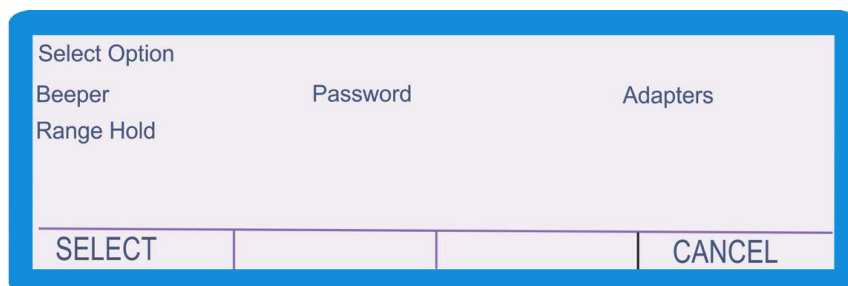 Select Option
Beeper Password Adapters
Range Hold
SELECT CANCEL